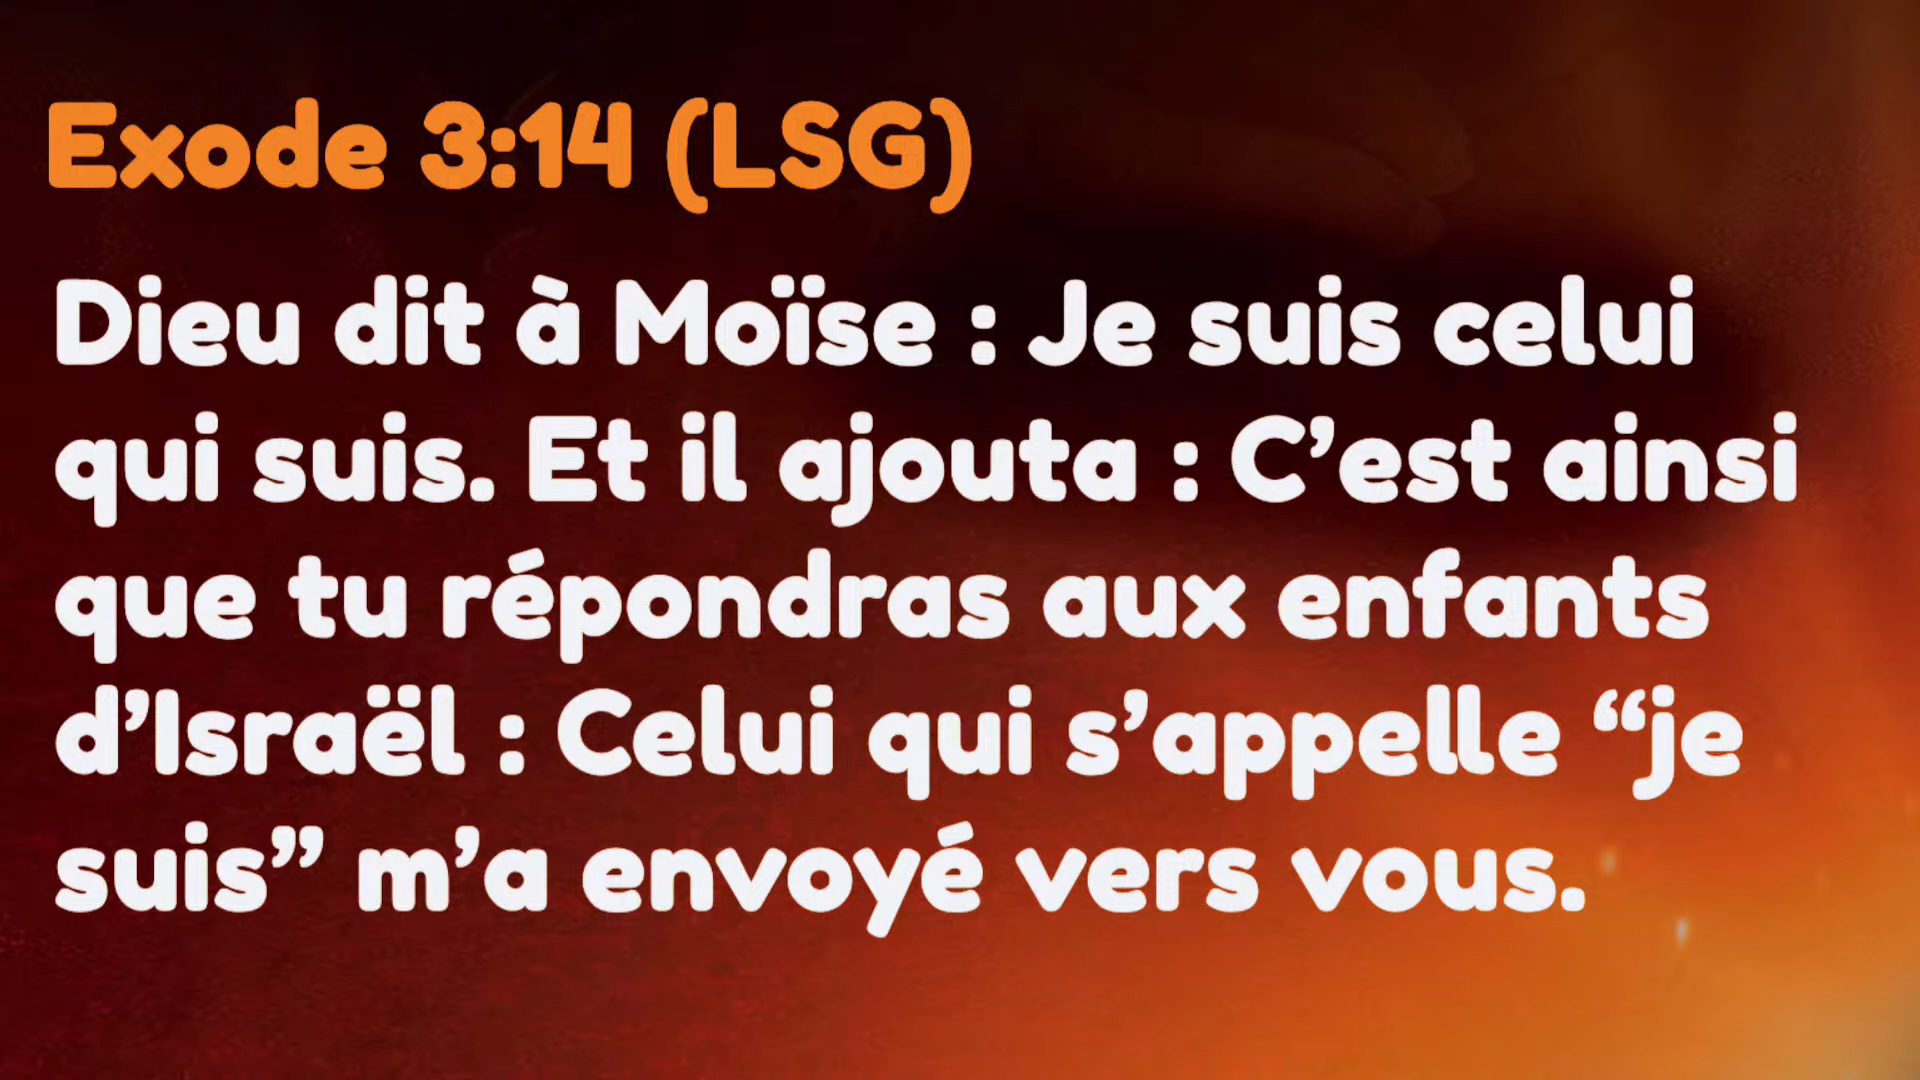 Exode 3:14 (LSG)
Dieu dit à Moïse : Je suis celui
qui suis. Et il ajouta : C’est ainsi
que tu répondras aux enfants
d’Israël : Celui qui s’appelle “je
suis” m’a envoyé vers vous.